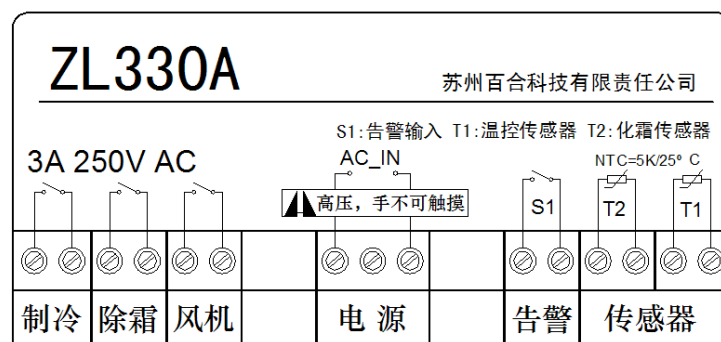 ZL330A
苏州百合科技有限责任公司
S1:告警输入 T1:温控传感器 T2:化霜传感器
3A 250V AC
AC_IN
NTC=5K/25° C
高压，手不可触摸
S1
T2
T1
制冷 除霜 风机 电 源 告警 传感器